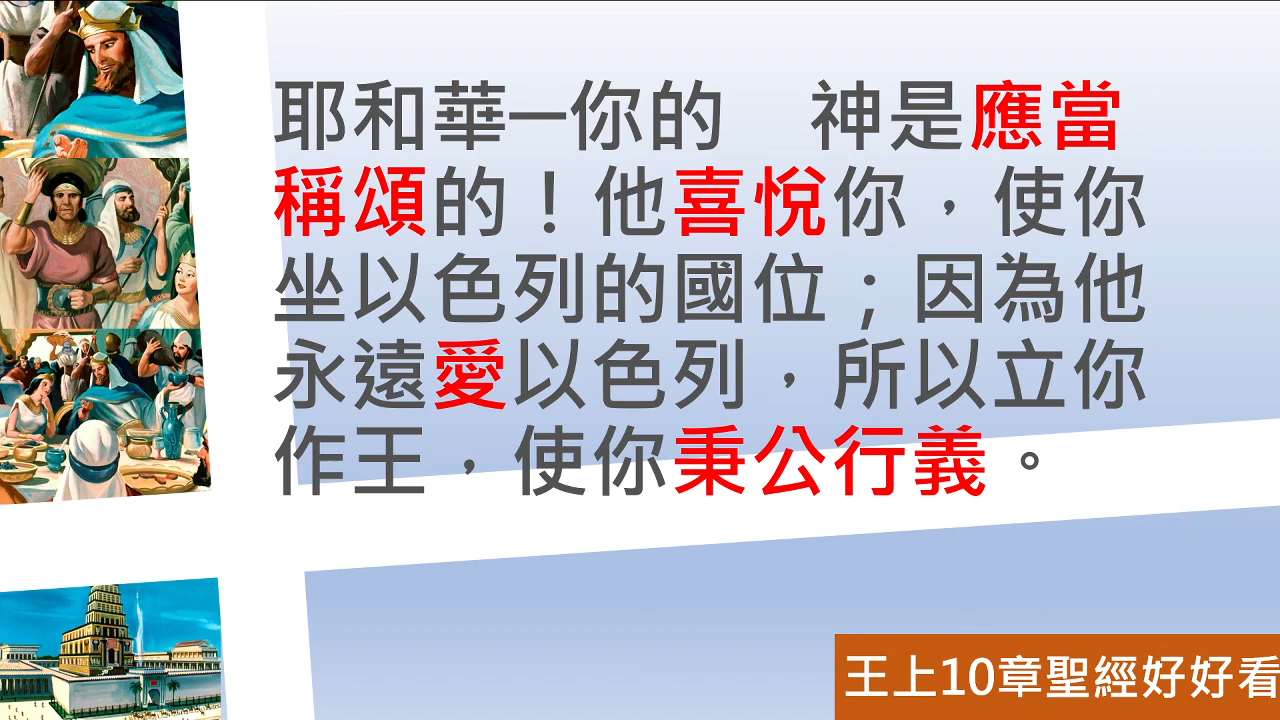 耶和華─你的　神是應當
稱頌的！他喜悅你，使你
坐以色列的國位；因為他
永遠愛以色列，所以立你
作王，使你秉公行義。
王上10章聖經好好看